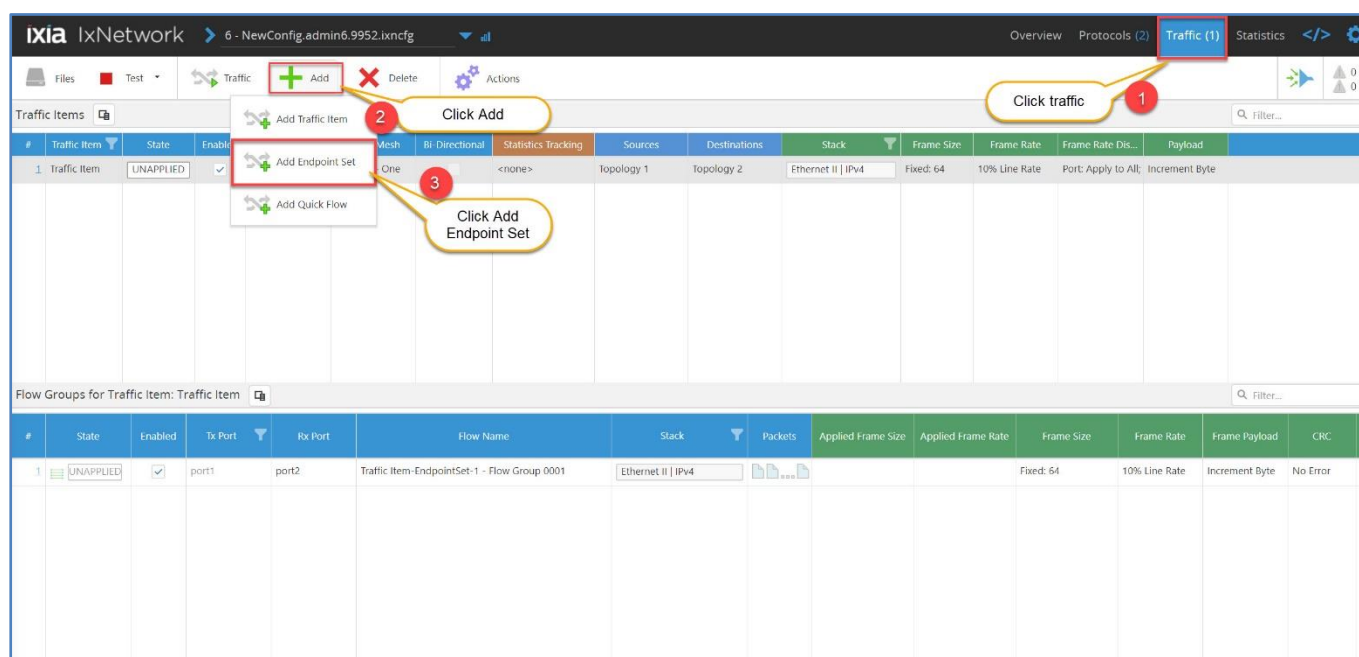 ixia IxNetwork 6 - NewConfig.admin6.9952.ixncfg Overview Protocols (2) Traffic (1) Statistics </>
Files Test Traffic Add Delete Actions 0
0
Click traffic 1
2 Click Add
Traffic Items Filter...
Add Traffic Item
# Traffic Item State Enabl Mesh Bi-Directional Statistics Tracking Sources Destinations Stack Frame Size Frame Rate Frame Rate Dis... Payload
1 Traffic Item UNAPPLIED One <none> Topology 1 Topology 2 Ethernet II | IPv4 Fixed: 64 10% Line Rate Port: Apply to All; Increment Byte
Add Endpoint Set
3
Add Quick Flow
Click Add
Endpoint Set
Flow Groups for Traffic Item: Traffic Item Filter...
# State Enabled Tx Port Rx Port Flow Name Stack Packets Applied Frame Size Applied Frame Rate Frame Size Frame Rate Frame Payload CRC
1 UNAPPLIED port1 port2 Traffic Item-EndpointSet-1 - Flow Group 0001 Ethernet II | IPv4 Fixed: 64 10% Line Rate Increment Byte No Error